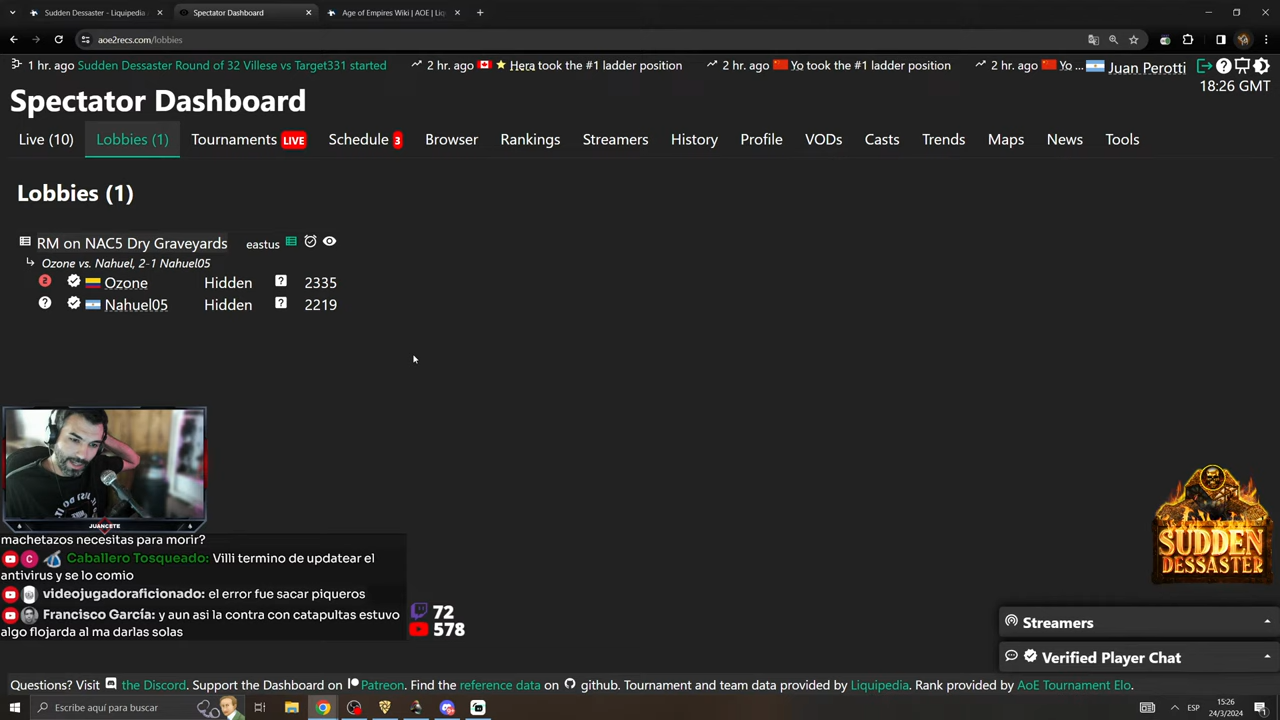 Sudden Dessaster - Liquipedia
Spectator Dashboard
Age of Empires Wiki | AOE | Liq
aoe2recs.com/lobbies
1 hr. ago Sudden Dessaster Round of 32 Villese vs Target331 started
2 hr. ago Hera took the #1 ladder position
2 hr. ago Yo took the #1 ladder position
2 hr. ago Yo ...
Juan Perotti
Spectator Dashboard
18:26 GMT
Live (10) Lobbies (1) Tournaments LIVE Schedule 3 Browser Rankings Streamers History Profile VODs Casts Trends Maps News Tools
Lobbies (1)
RM on NAC5 Dry Graveyards eastus
Ozone vs. Nahuel, 2-1 Nahuel05
2 Ozone Hidden ? 2335
? Nahuel05 Hidden ? 2219
JUANCETE
machetazos necesitas para morir?
C Caballero Tosqueado: Villi termino de updatear el
antivirus y se lo comio
videojugadoraficionado: el error fue sacar piqueros
Francisco García: y aun asi la contra con catapultas estuvo
algo flojarda al ma darlas solas
72
578
SUDDEN
DESSASTER
Streamers
Verified Player Chat
Questions? Visit the Discord. Support the Dashboard on Patreon. Find the reference data on github. Tournament and team data provided by Liquipedia. Rank provided by AoE Tournament Elo.
Escribe aquí para buscar
ESP
15:26
24/3/2024